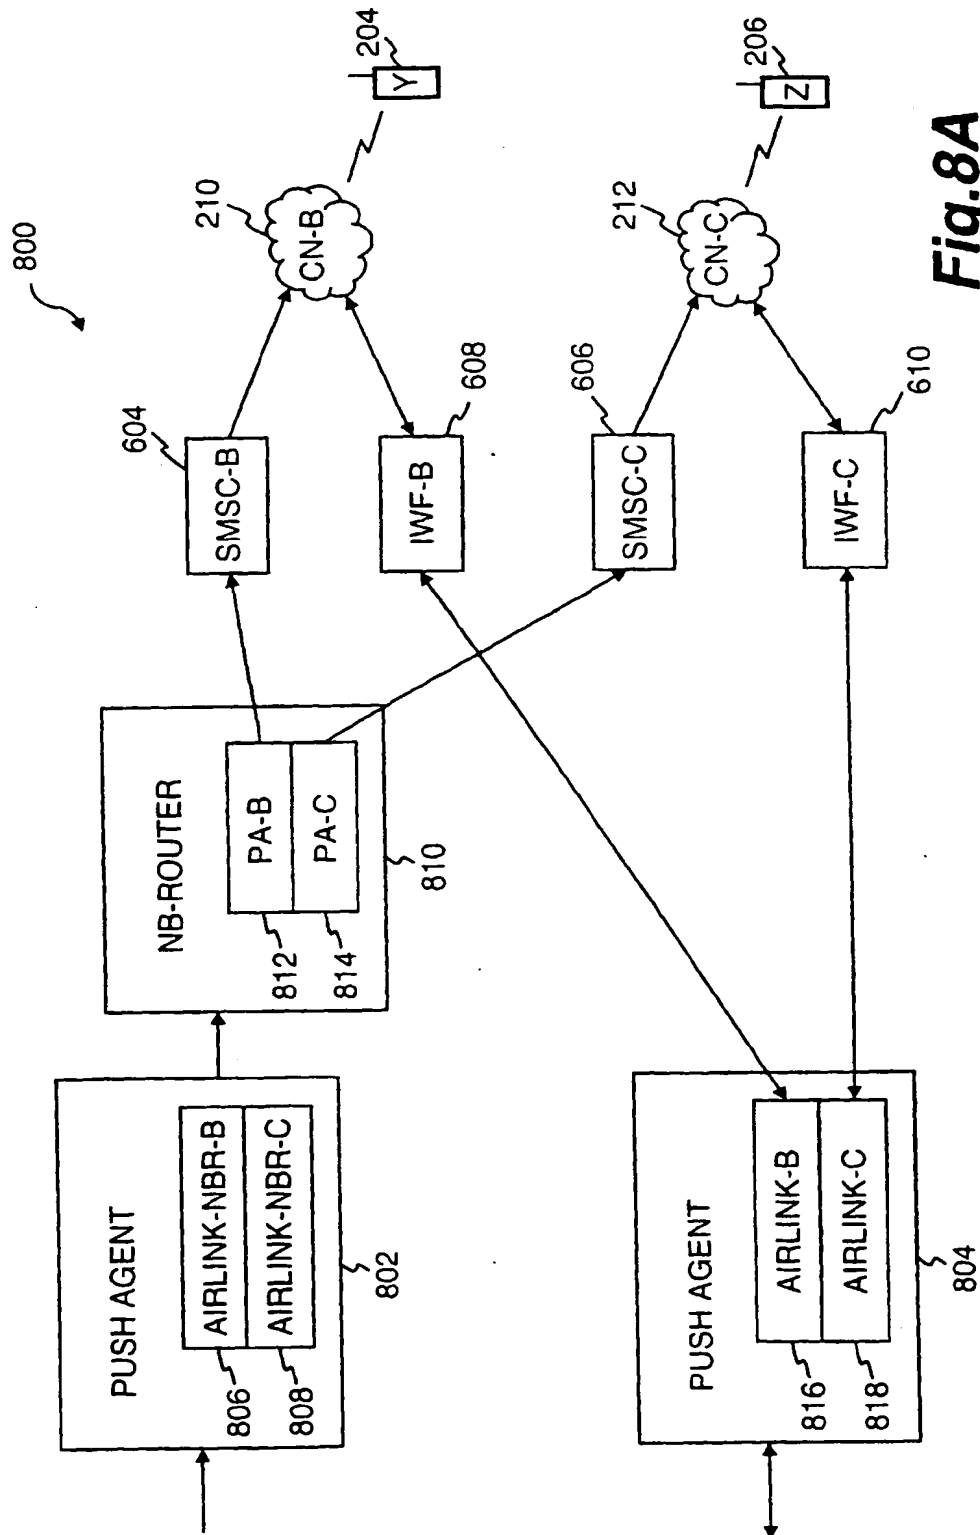 800
PUSH AGENT
AIRLINK-NBR-B
AIRLINK-NBR-C
806
808
802
NB-ROUTER
PA-B
PA-C
812
814
810
604
SMSC-B
IWF-B
608
210
CN-B
204
Y
PUSH AGENT
AIRLINK-B
AIRLINK-C
816
818
804
606
SMSC-C
IWF-C
610
212
CN-C
206
Z
Fig.8A